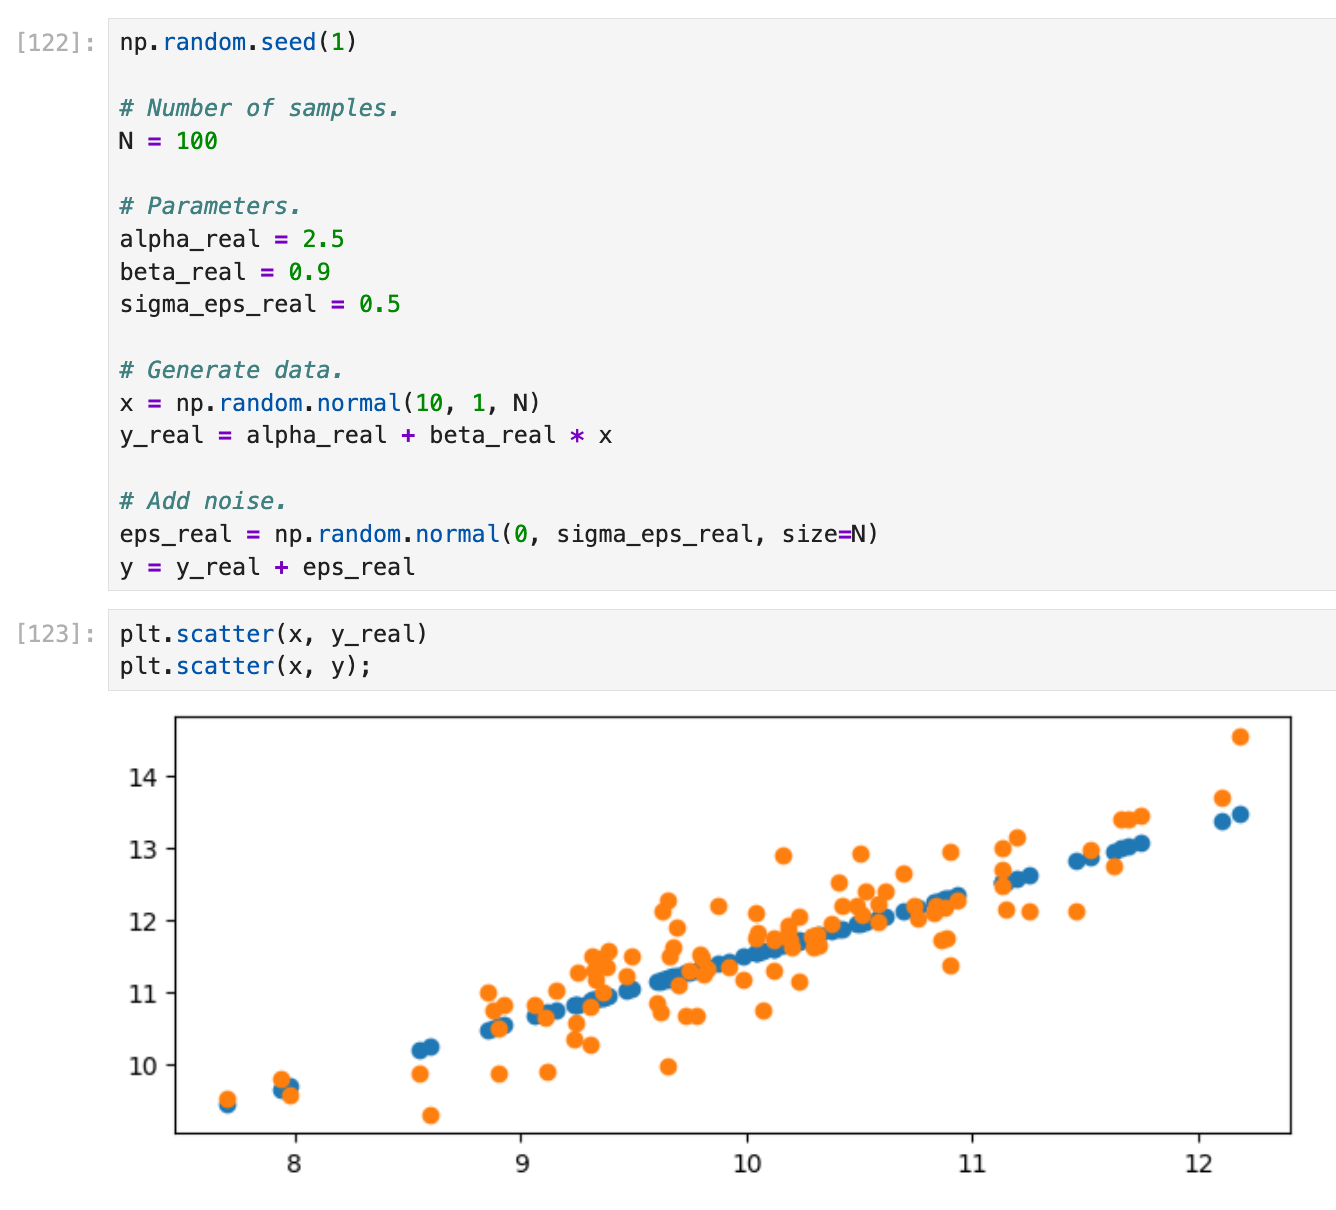 [122]: np.random.seed(1)
# Number of samples.
N = 100
# Parameters.
alpha_real = 2.5
beta_real = 0.9
sigma_eps_real = 0.5
# Generate data.
x = np.random.normal(10, 1, N)
y_real = alpha_real + beta_real * x
# Add noise.
eps_real = np.random.normal(0, sigma_eps_real, size=N)
y = y_real + eps_real
[123]: plt.scatter(x, y_real)
plt.scatter(x, y);
14
13
12
11
10
8 9 10 11 12